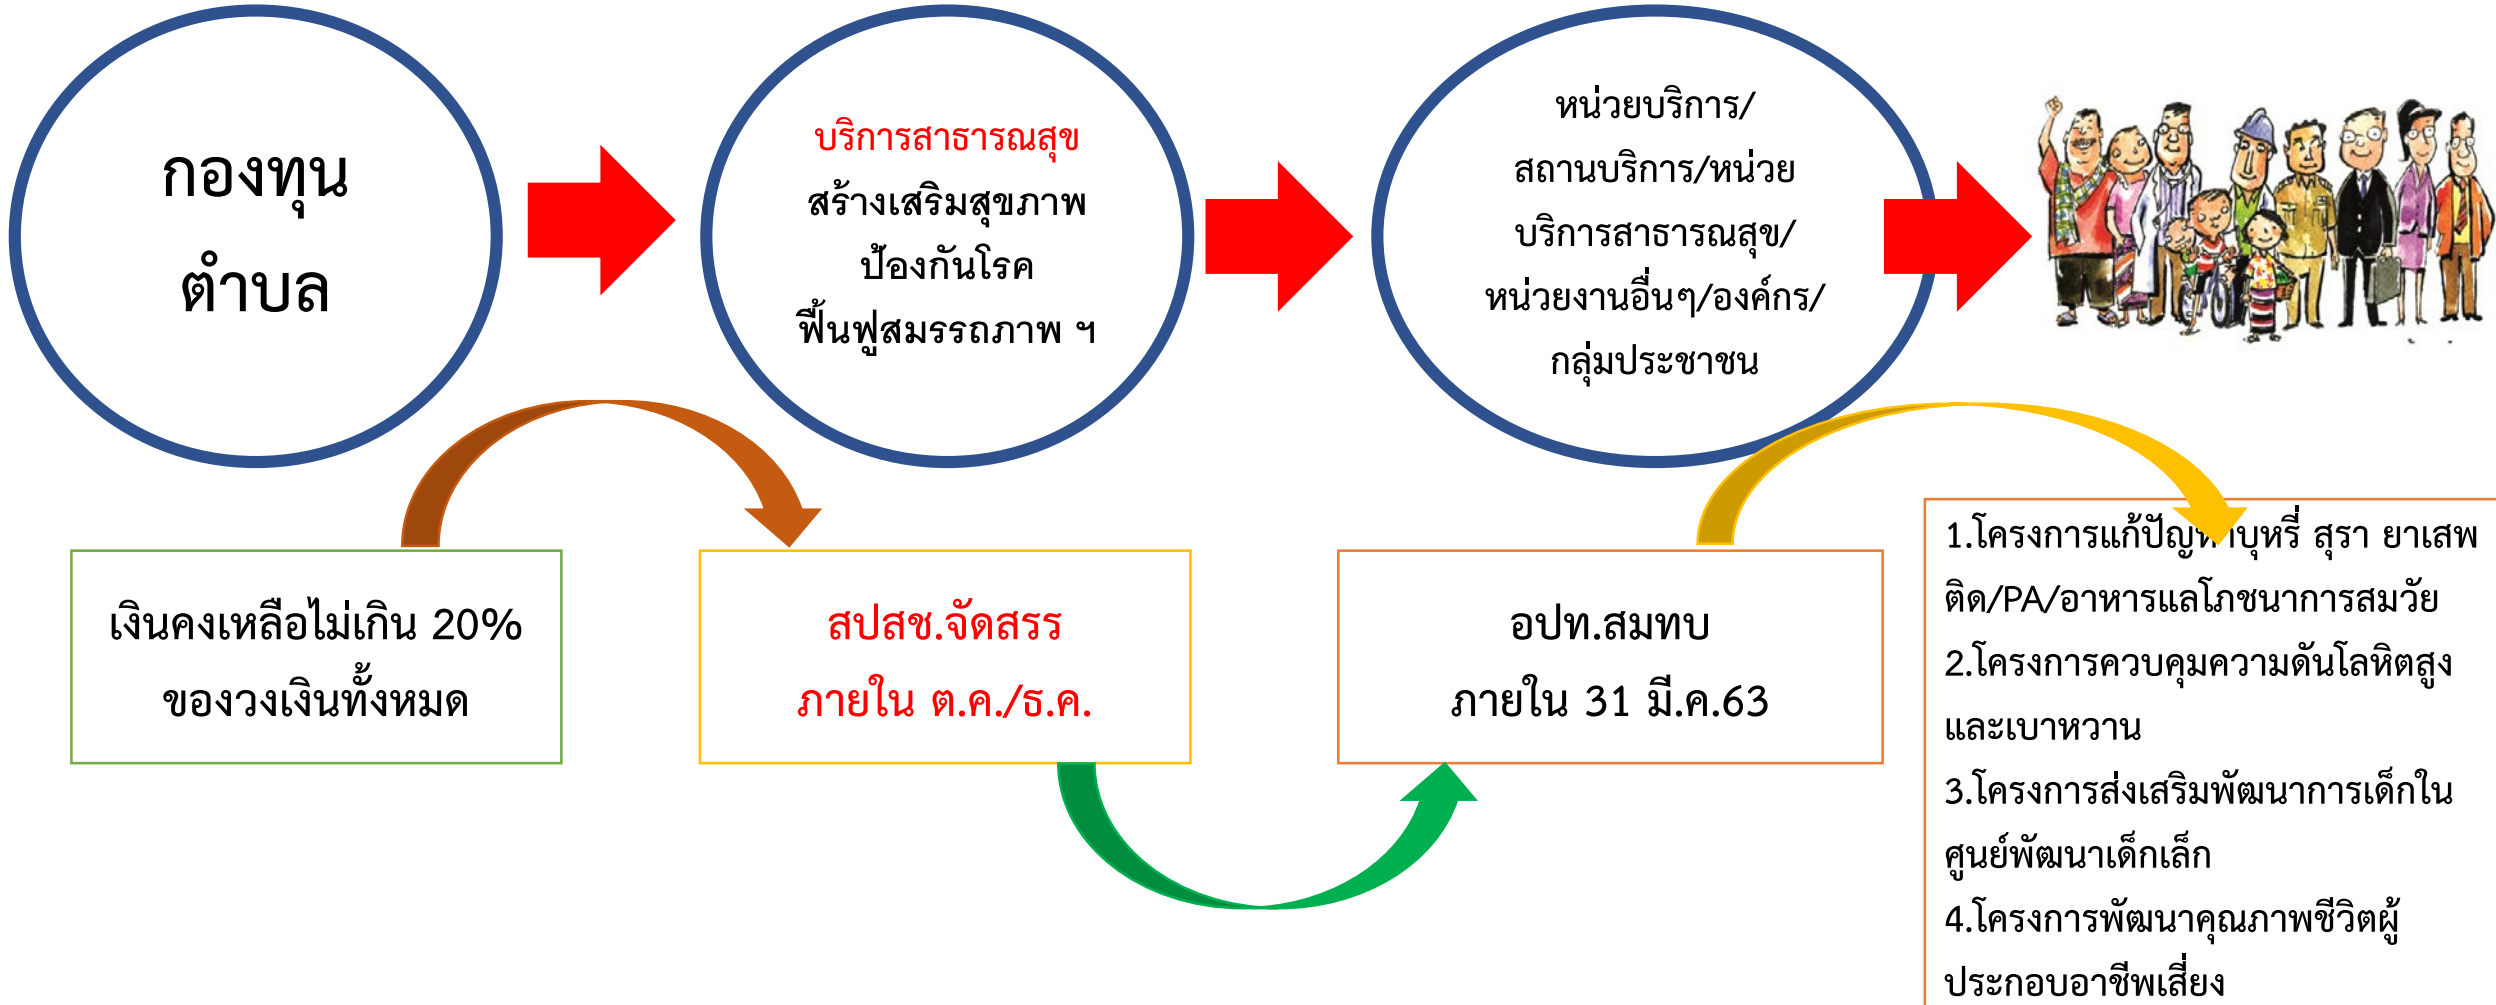 กองทุน
ตำบล
บริการสาธารณสุข
สร้างเสริมสุขภาพ
ป้องกันโรค
ฟื้นฟูสมรรถภาพ ฯ
หน่วยบริการ/
สถานบริการ/หน่วย
บริการสาธารณสุข/
หน่วยงานอื่นๆ/องค์กร/
กลุ่มประชาชน
เงินคงเหลือไม่เกิน 20%
ของวงเงินทั้งหมด
สปสช.จัดสรร
ภายใน ต.ค./ธ.ค.
อปท.สมทบ
ภายใน 31 มี.ค.63
1.โครงการแก้ปัญหาบุหรี่ สุรา ยาเสพ
ติด/PA/อาหารแลโภชนาการสมวัย
2.โครงการควบคุมความดันโลหิตสูง
และเบาหวาน
3.โครงการส่งเสริมพัฒนาการเด็กใน
ศูนย์พัฒนาเด็กเล็ก
4.โครงการพัฒนาคุณภาพชีวิตผู้
ประกอบอาชีพเสี่ยง